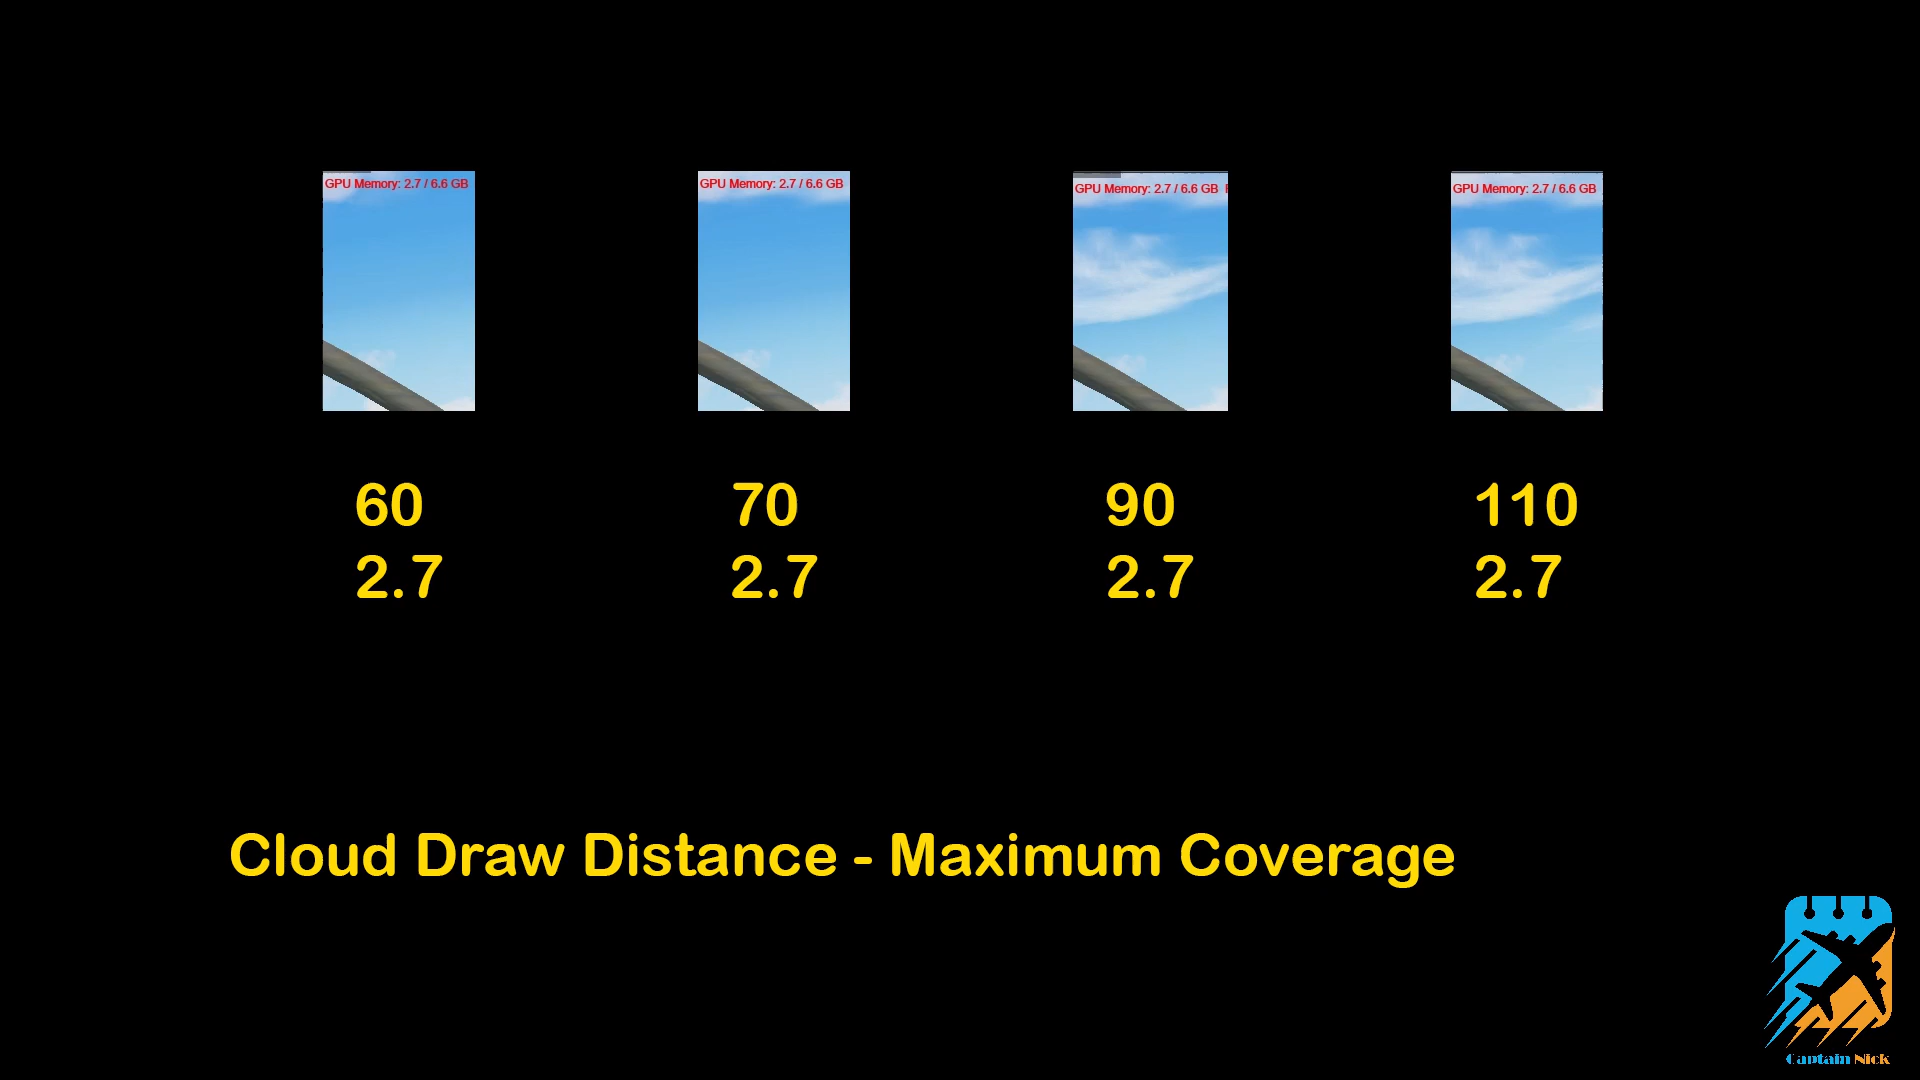 GPU Memory: 2.7 / 6.6 GB
GPU Memory: 2.7 / 6.6 GB
GPU Memory: 2.7 / 6.6 GB
GPU Memory: 2.7 / 6.6 GB
60 70 90 110
2.7 2.7 2.7 2.7
Cloud Draw Distance - Maximum Coverage
Captain Nick